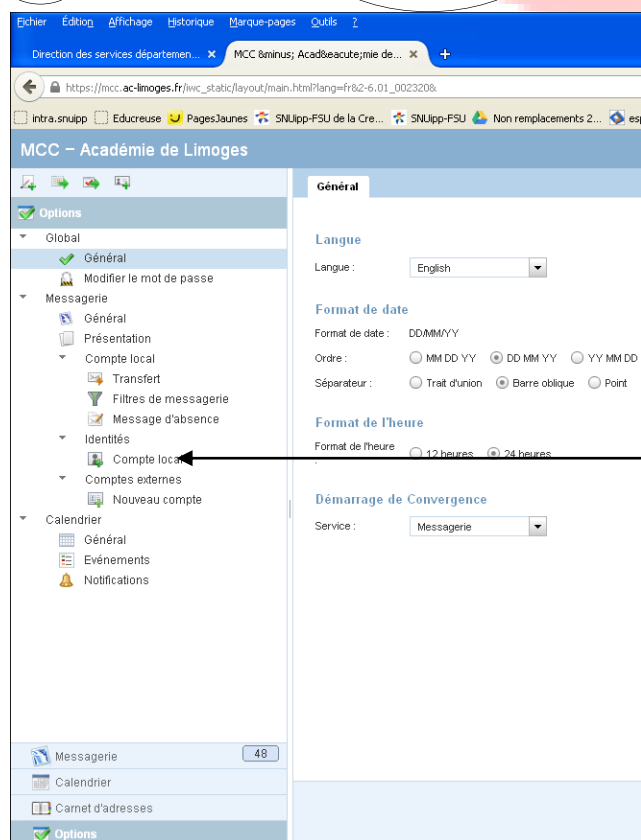 Fichier Édition Affichage Historique Marque-pages Outils ?
Direction des services départemen... × MCC &minus; Acad&eacute;mie de... × +
https://mcc.ac-limoges.fr/iwc_static/layout/main.html?lang=fr&2-6.01_002320&
intra.snuipp Educreuse PagesJaunes SNUipp-FSU de la Cre... SNUipp-FSU Non remplacements 2... esp
MCC – Académie de Limoges
Général
Options
Global
Général
Modifier le mot de passe
Messagerie
Général
Présentation
Compte local
Transfert
Filtres de messagerie
Message d'absence
Identités
Compte local
Comptes externes
Nouveau compte
Calendrier
Général
Evénements
Notifications
Langue
Langue : English
Format de date
Format de date : DD/MM/YY
Ordre : MM DD YY DD MM YY YY MM DD
Séparateur : Trait d'union Barre oblique Point
Format de l'heure
Format de l'heure
: 12 heures 24 heures
Démarrage de Convergence
Service : Messagerie
Messagerie 48
Calendrier
Carnet d'adresses
Options